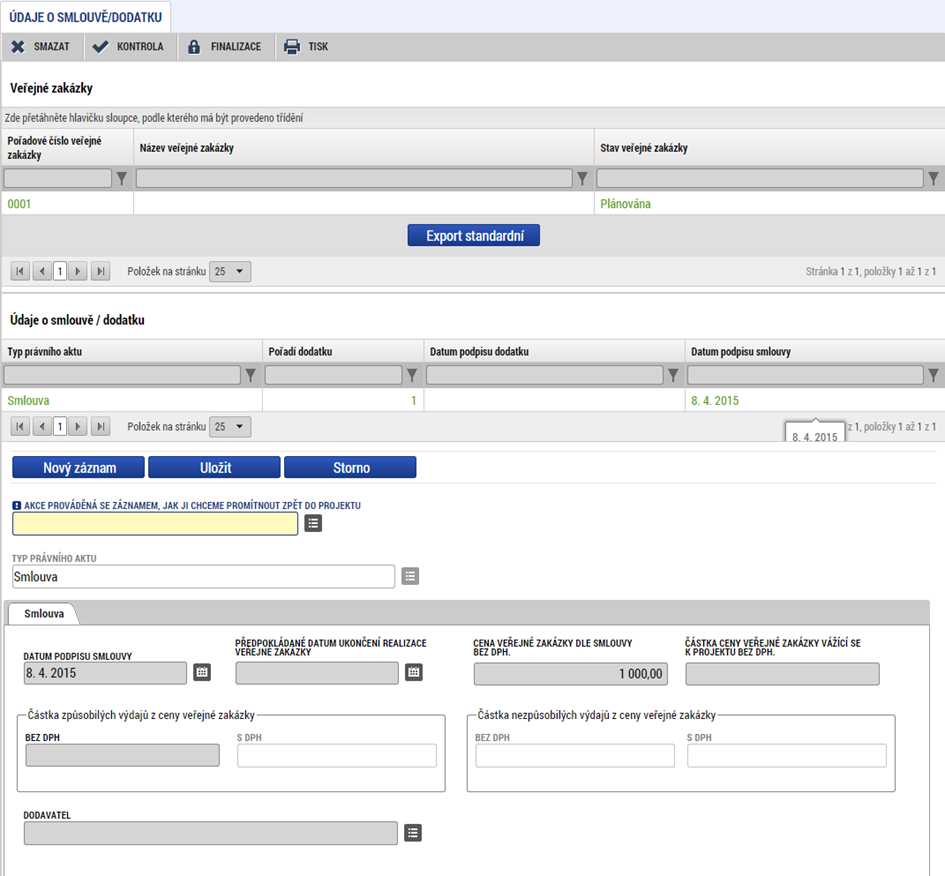 ÚDAJE O SMLOUVĚ/DODATKU
SMAZAT KONTROLA FINALIZACE TISK
Veřejné zakázky
Zde přetáhněte hlavičku sloupce, podle kterého má být provedeno třídění
Pořadové číslo veřejné zakázky Název veřejné zakázky Stav veřejné zakázky
0001 Plánována
Export standardní
1 Položek na stránku 25 Stránka 1 z 1, položky 1 až 1 z 1
Údaje o smlouvě / dodatku
Typ právního aktu Pořadí dodatku Datum podpisu dodatku Datum podpisu smlouvy
Smlouva 1 8. 4. 2015
1 Položek na stránku 25 z 1, položky 1 až 1 z 1
8. 4. 2015
Nový záznam Uložit Storno
AKCE PROVÁDĚNÁ SE ZÁZNAMEM, JAK JI CHCEME PROMÍTNOUT ZPĚT DO PROJEKTU
TYP PRÁVNÍHO AKTU
Smlouva
Smlouva
DATUM PODPISU SMLOUVY
8. 4. 2015
PŘEDPOKLÁDANÉ DATUM UKONČENÍ REALIZACE
VEŘEJNÉ ZAKÁZKY
CENA VEŘEJNÉ ZAKÁZKY DLE SMLOUVY
BEZ DPH.
1 000,00
ČÁSTKA CENY VEŘEJNÉ ZAKÁZKY VÁŽÍCÍ SE
K PROJEKTU BEZ DPH.
Částka způsobilých výdajů z ceny veřejné zakázky
BEZ DPH S DPH
Částka nezpůsobilých výdajů z ceny veřejné zakázky
BEZ DPH S DPH
DODAVATEL